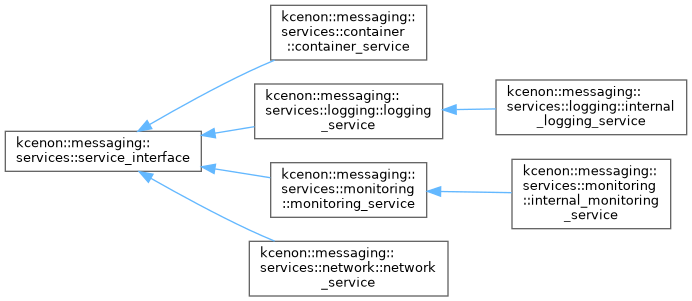 kcenon::messaging::
services::container
::container_service
kcenon::messaging::
services::logging::logging
_service
kcenon::messaging::
services::logging::internal
_logging_service
kcenon::messaging::
services::service_interface
kcenon::messaging::
services::monitoring
::monitoring_service
kcenon::messaging::
services::monitoring
::internal_monitoring
_service
kcenon::messaging::
services::network::network
_service